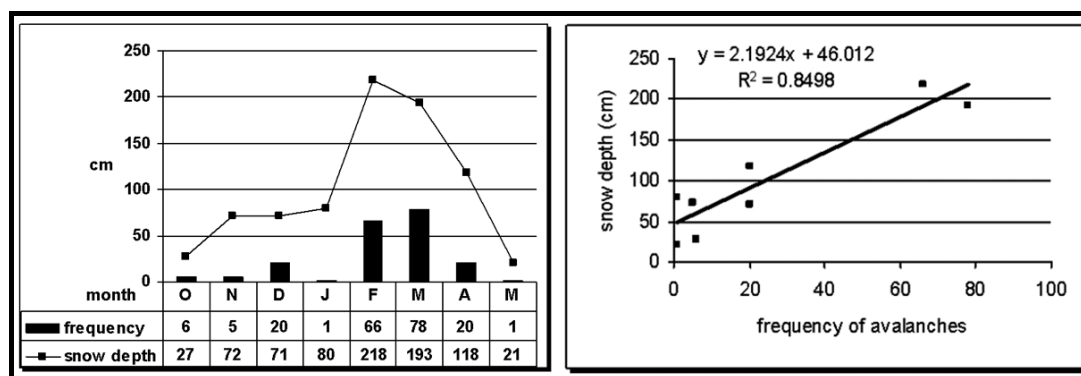 250
200
150
cm
100
50
0
month O N D J F M A M
frequency 6 5 20 1 66 78 20 1
snow depth 27 72 71 80 218 193 118 21
y = 2.1924x + 46.012
R² = 0.8498
250
200
150
100
50
0
snow depth (cm)
0 20 40 60 80 100
frequency of avalanches